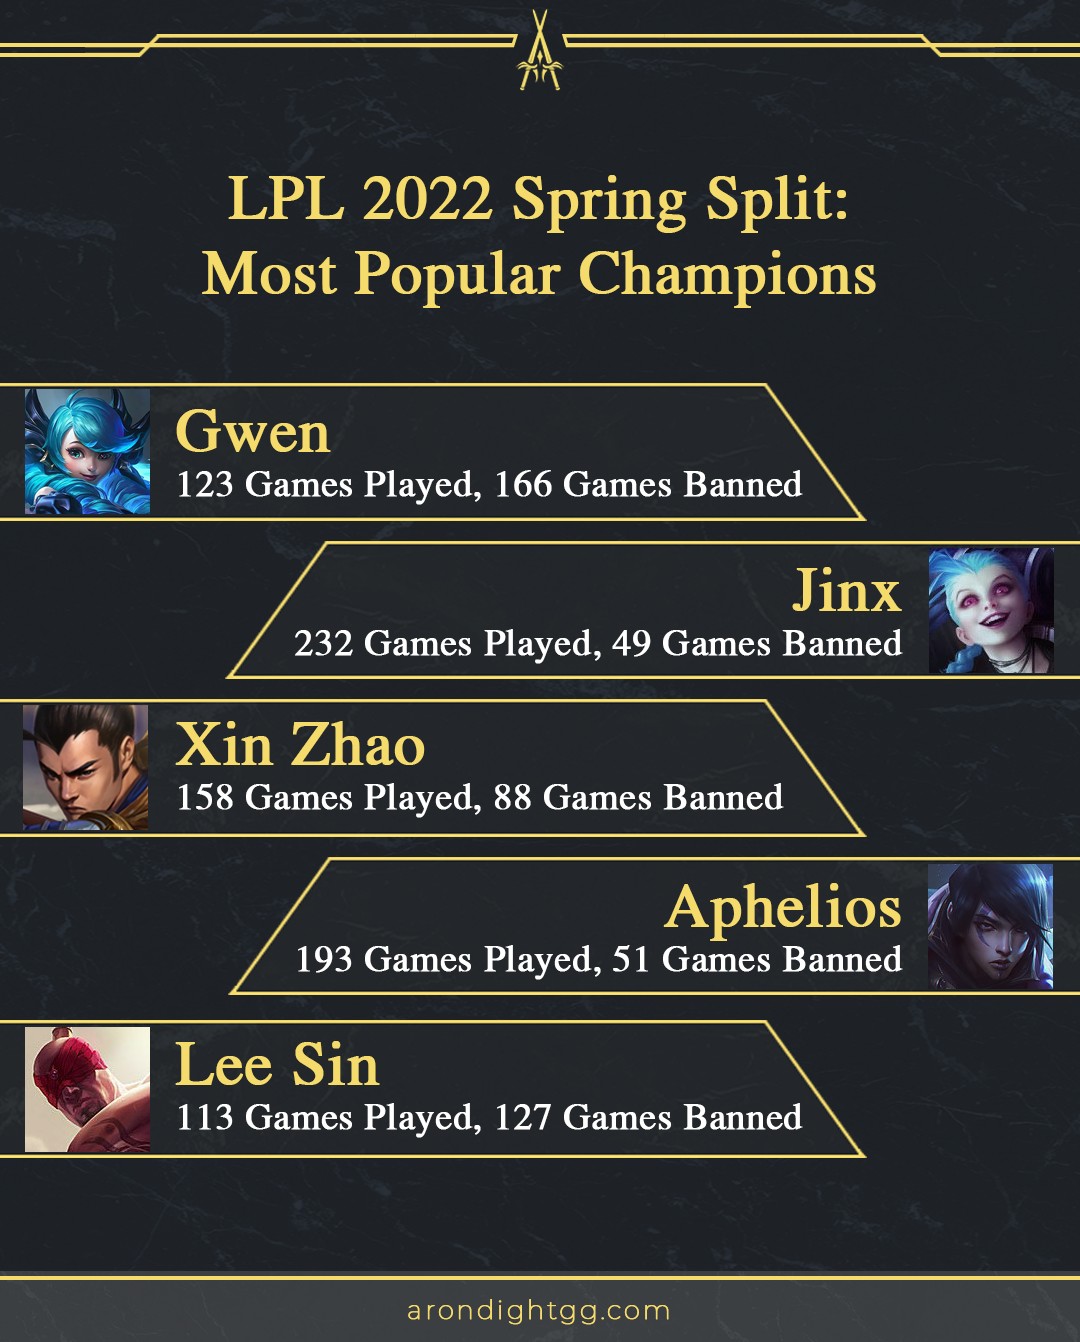 LPL 2022 Spring Split:
Most Popular Champions
Gwen
123 Games Played, 166 Games Banned
Jinx
232 Games Played, 49 Games Banned
Xin Zhao
158 Games Played, 88 Games Banned
Aphelios
193 Games Played, 51 Games Banned
Lee Sin
113 Games Played, 127 Games Banned
arondightgg.com